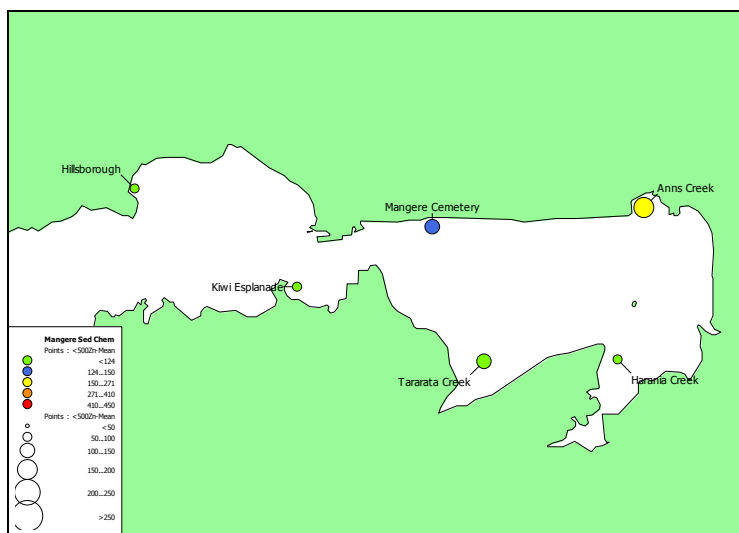 Hillsborough
Anns Creek
Mangere Cemetery
Kiwi Esplanade
Tararata Creek
Harania Creek
Mangere Sed Chem
Points : <500Zn-Mean
<124
124...150
150...271
271...410
410...450
Points : <500Zn-Mean
<50
50...100
100...150
150...200
200...250
>250